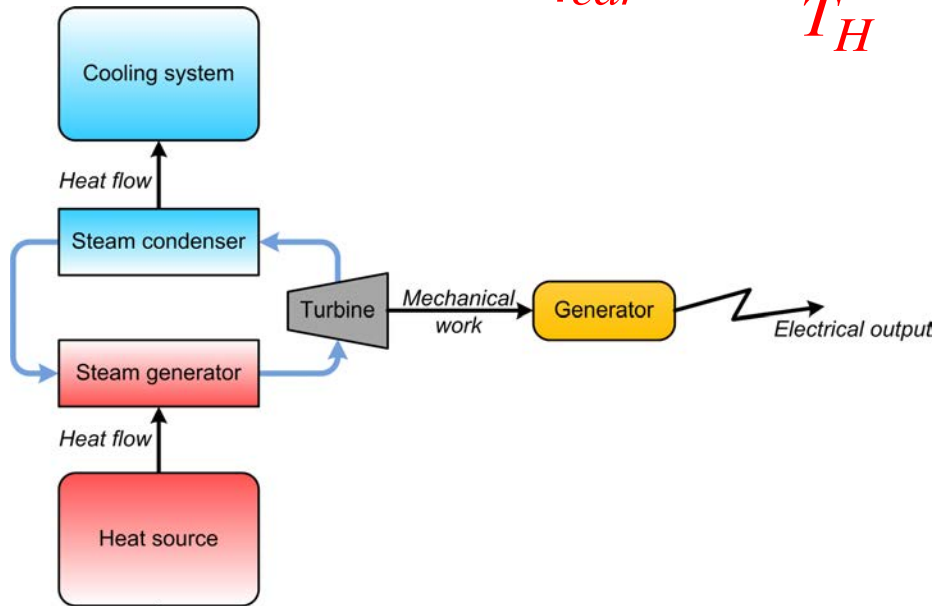 T_H
Cooling system
Heat flow
Steam condenser
Turbine
Mechanical
work
Generator
Electrical output
Steam generator
Heat flow
Heat source